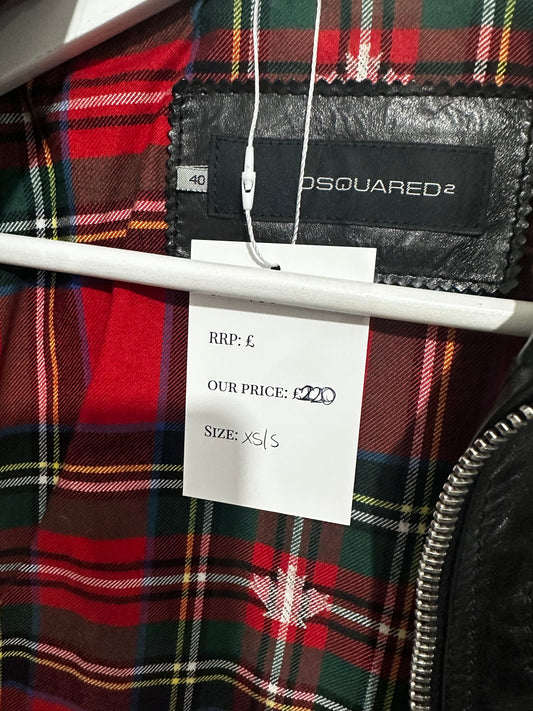 40
DSQUARED²
RRP: £
OUR PRICE: £220
SIZE: XS/S